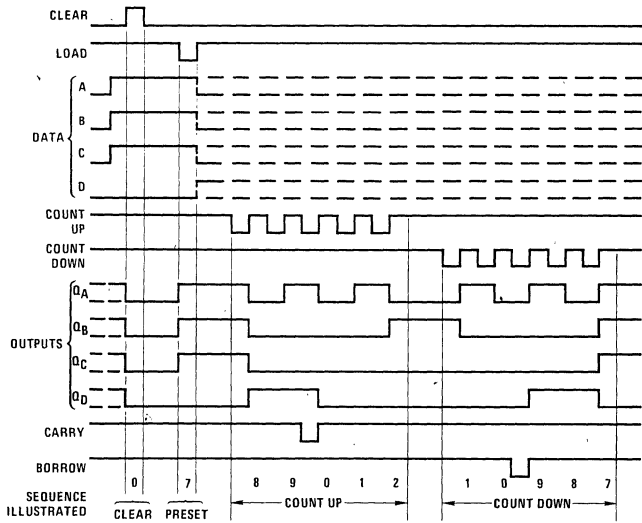 CLEAR
LOAD
A
B
DATA
C
D
COUNT
UP
COUNT
DOWN
QA
QB
OUTPUTS
QC
QD
CARRY
BORROW
0 7 8 9 0 1 2 1 0 9 8 7
SEQUENCE
ILLUSTRATED
CLEAR PRESET COUNT UP COUNT DOWN